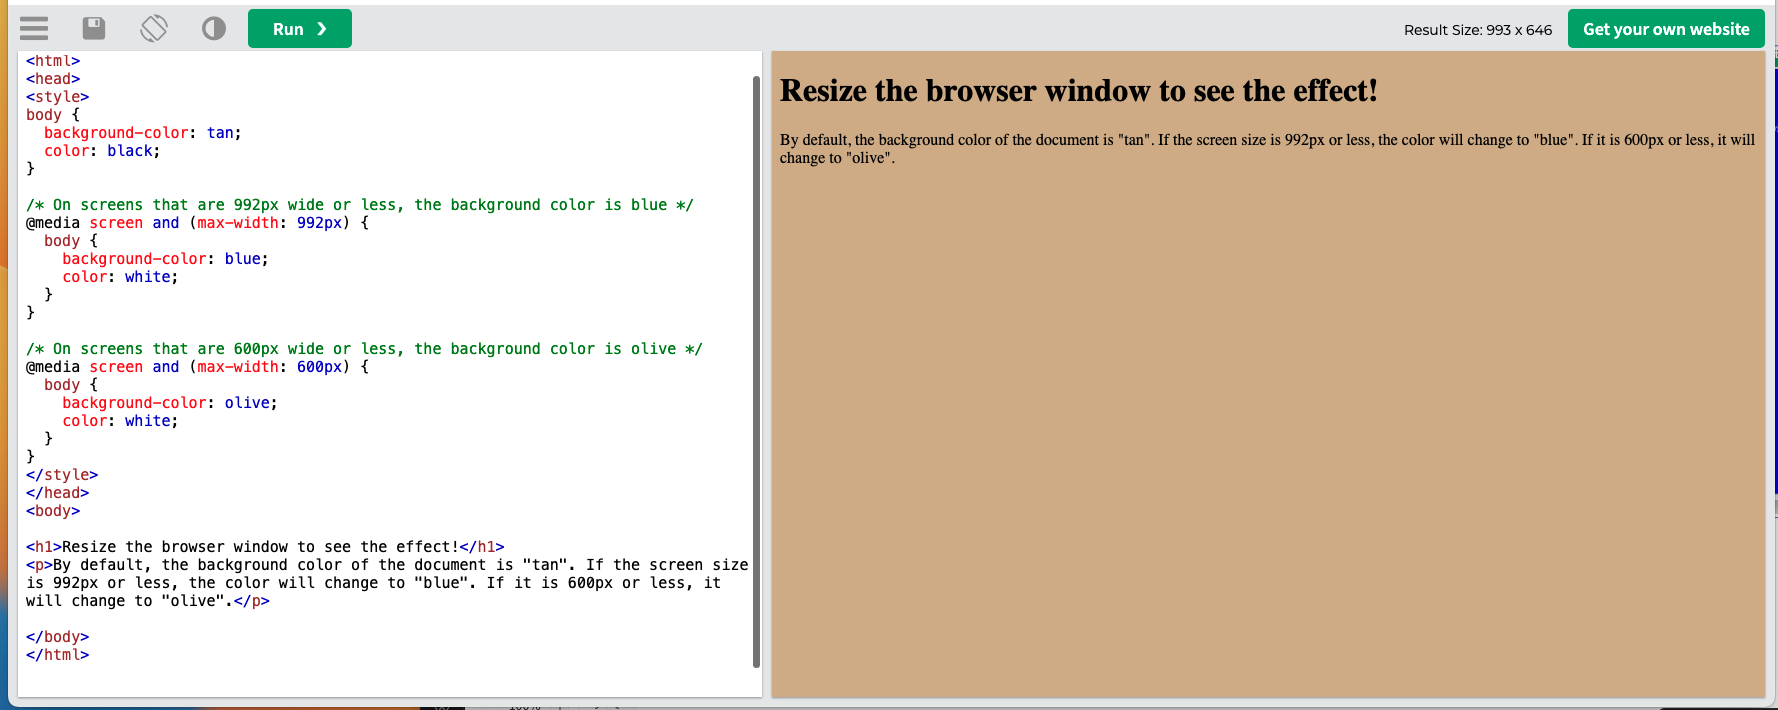 Run ❯
Result Size: 993 x 646
Get your own website
<html>
<head>
<style>
body {
  background-color: tan;
  color: black;
}
/* On screens that are 992px wide or less, the background color is blue */
@media screen and (max-width: 992px) {
  body {
    background-color: blue;
    color: white;
  }
}
/* On screens that are 600px wide or less, the background color is olive */
@media screen and (max-width: 600px) {
  body {
    background-color: olive;
    color: white;
  }
}
</style>
</head>
<body>
<h1>Resize the browser window to see the effect!</h1>
<p>By default, the background color of the document is "tan". If the screen size
is 992px or less, the color will change to "blue". If it is 600px or less, it
will change to "olive".</p>
</body>
</html>
Resize the browser window to see the effect!
By default, the background color of the document is "tan". If the screen size is 992px or less, the color will change to "blue". If it is 600px or less, it will
change to "olive".